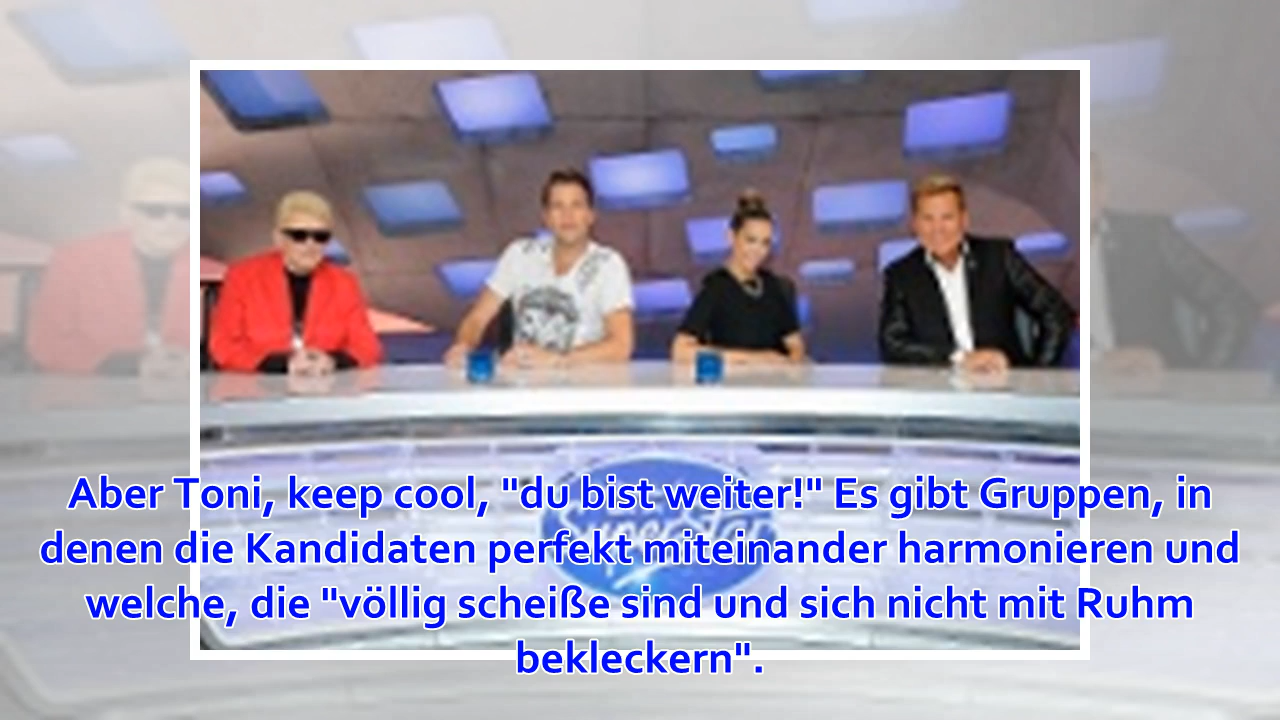 Aber Toni, keep cool, "du bist weiter!" Es gibt Gruppen, in
denen die Kandidaten perfekt miteinander harmonieren und
welche, die "völlig scheiße sind und sich nicht mit Ruhm
bekleckern".
Superstar